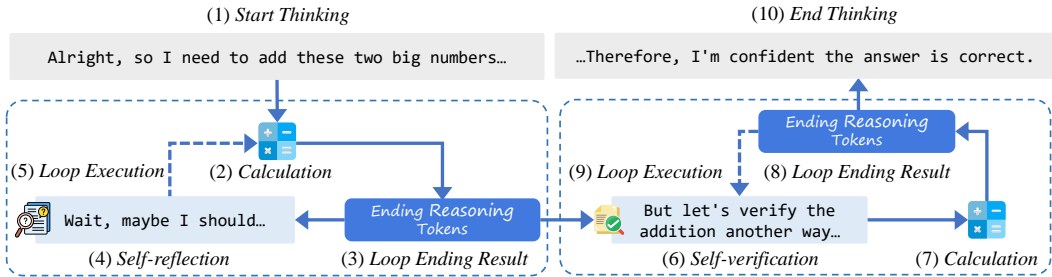 (1) Start Thinking
Alright, so I need to add these two big numbers…
(5) Loop Execution
(2) Calculation
Wait, maybe I should…
Ending Reasoning
Tokens
(4) Self-reflection
(3) Loop Ending Result
(10) End Thinking
…Therefore, I'm confident the answer is correct.
Ending Reasoning
Tokens
(9) Loop Execution
(8) Loop Ending Result
But let's verify the
addition another way…
(6) Self-verification
(7) Calculation